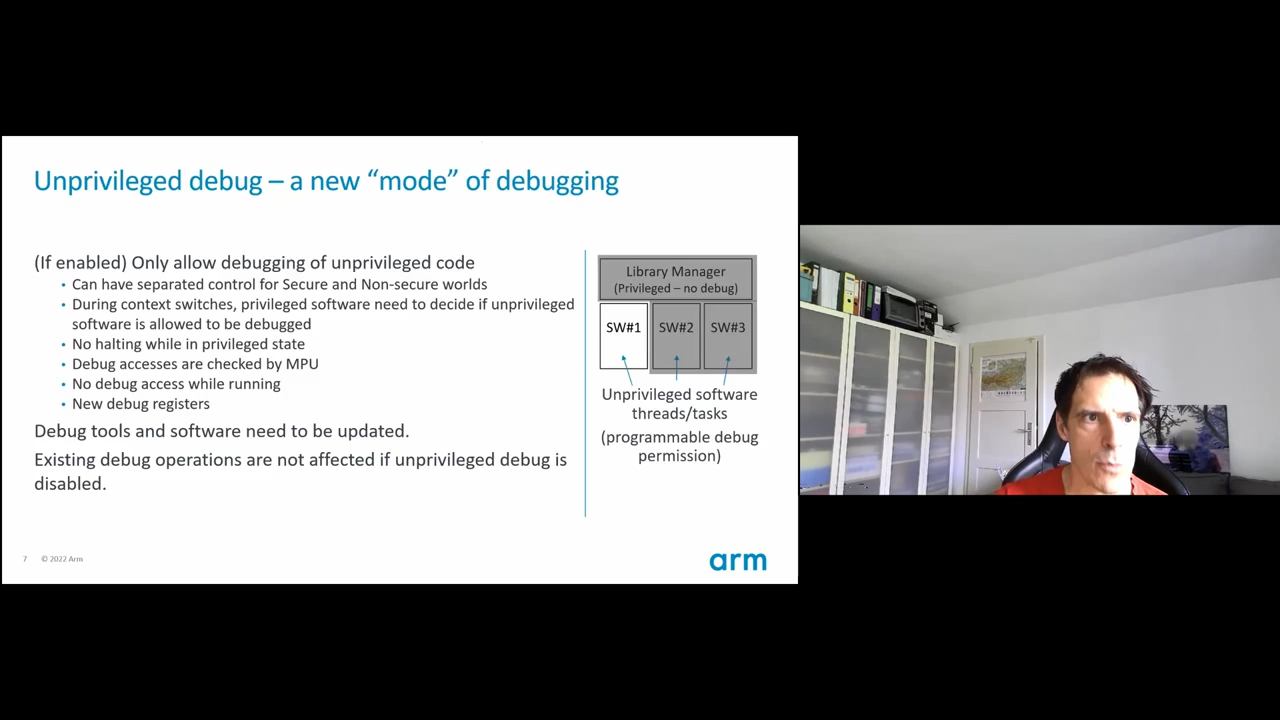 Unprivileged debug – a new “mode” of debugging
(If enabled) Only allow debugging of unprivileged code
• Can have separated control for Secure and Non-secure worlds
• During context switches, privileged software need to decide if unprivileged
software is allowed to be debugged
• No halting while in privileged state
• Debug accesses are checked by MPU
• No debug access while running
• New debug registers
Debug tools and software need to be updated.
Existing debug operations are not affected if unprivileged debug is
disabled.
Library Manager
(Privileged – no debug)
SW#1 SW#2 SW#3
Unprivileged software
threads/tasks
(programmable debug
permission)
7 © 2022 Arm
arm